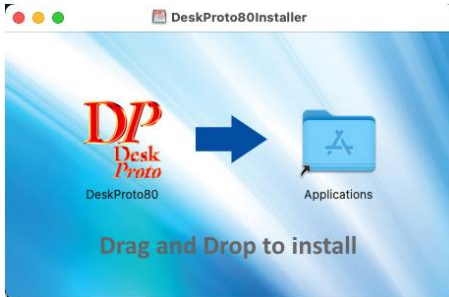 DeskProto80Installer
DP
Desk
Proto
DeskProto80
Applications
Drag and Drop to install